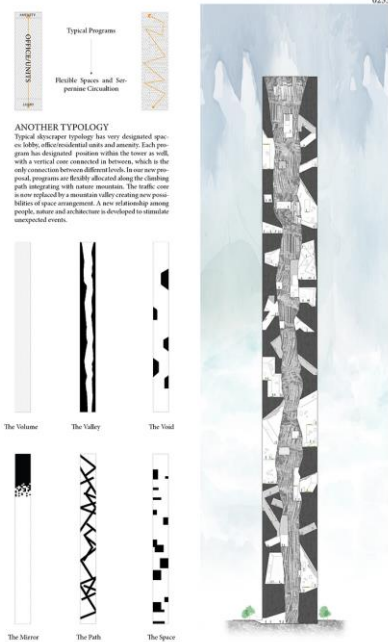 0255
OFFICE/UNITS
LOBBY
Typical Programs
Flexible Spaces and Ser-
pernine Circualtion
ANOTHER TYPOLOGY
Typical skyscraper typology has very designated spac-
es: lobby, office/residential units and amenity. Each pro-
gram has designated position within the tower as well,
with a vertical core connected in between, which is the
only connection between different levels. In our new pro-
posal, programs are flexibly allocated along the climbing
path integrating with nature mountain. The traffic core
is now replaced by a mountain valley creating new possi-
bilities of space arrangement. A new relationship among
people, nature and architecture is developed to stimulate
unexpected events.
The Volume
The Valley
The Void
The Mirror
The Path
The Space